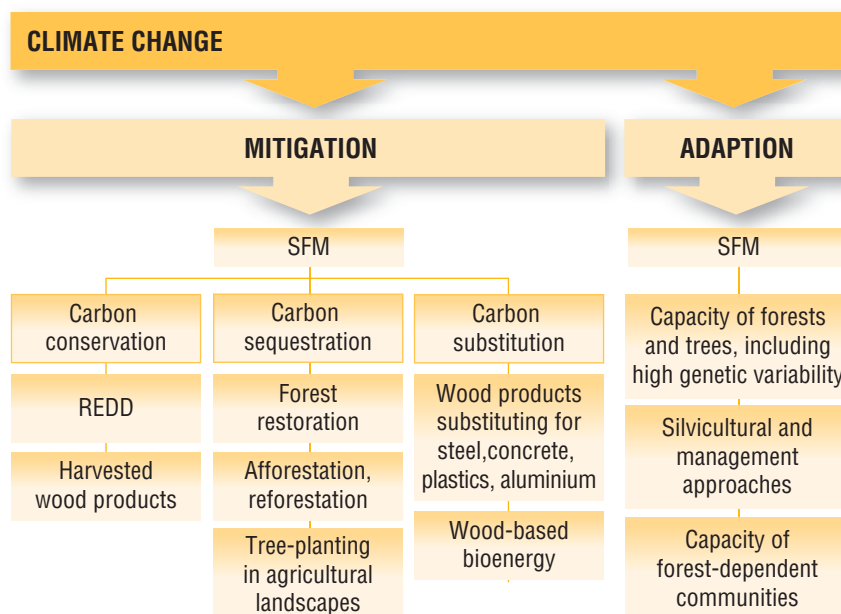 CLIMATE CHANGE
MITIGATION
SFM
Carbon
conservation
REDD
Harvested
wood products
Carbon
sequestration
Forest
restoration
Afforestation,
reforestation
Tree-planting
in agricultural
landscapes
Carbon
substitution
Wood products
substituting for
steel,concrete,
plastics, aluminium
Wood-based
bioenergy
ADAPTION
SFM
Capacity of forests
and trees, including
high genetic variability
Silvicultural and
management
approaches
Capacity of
forest-dependent
communities